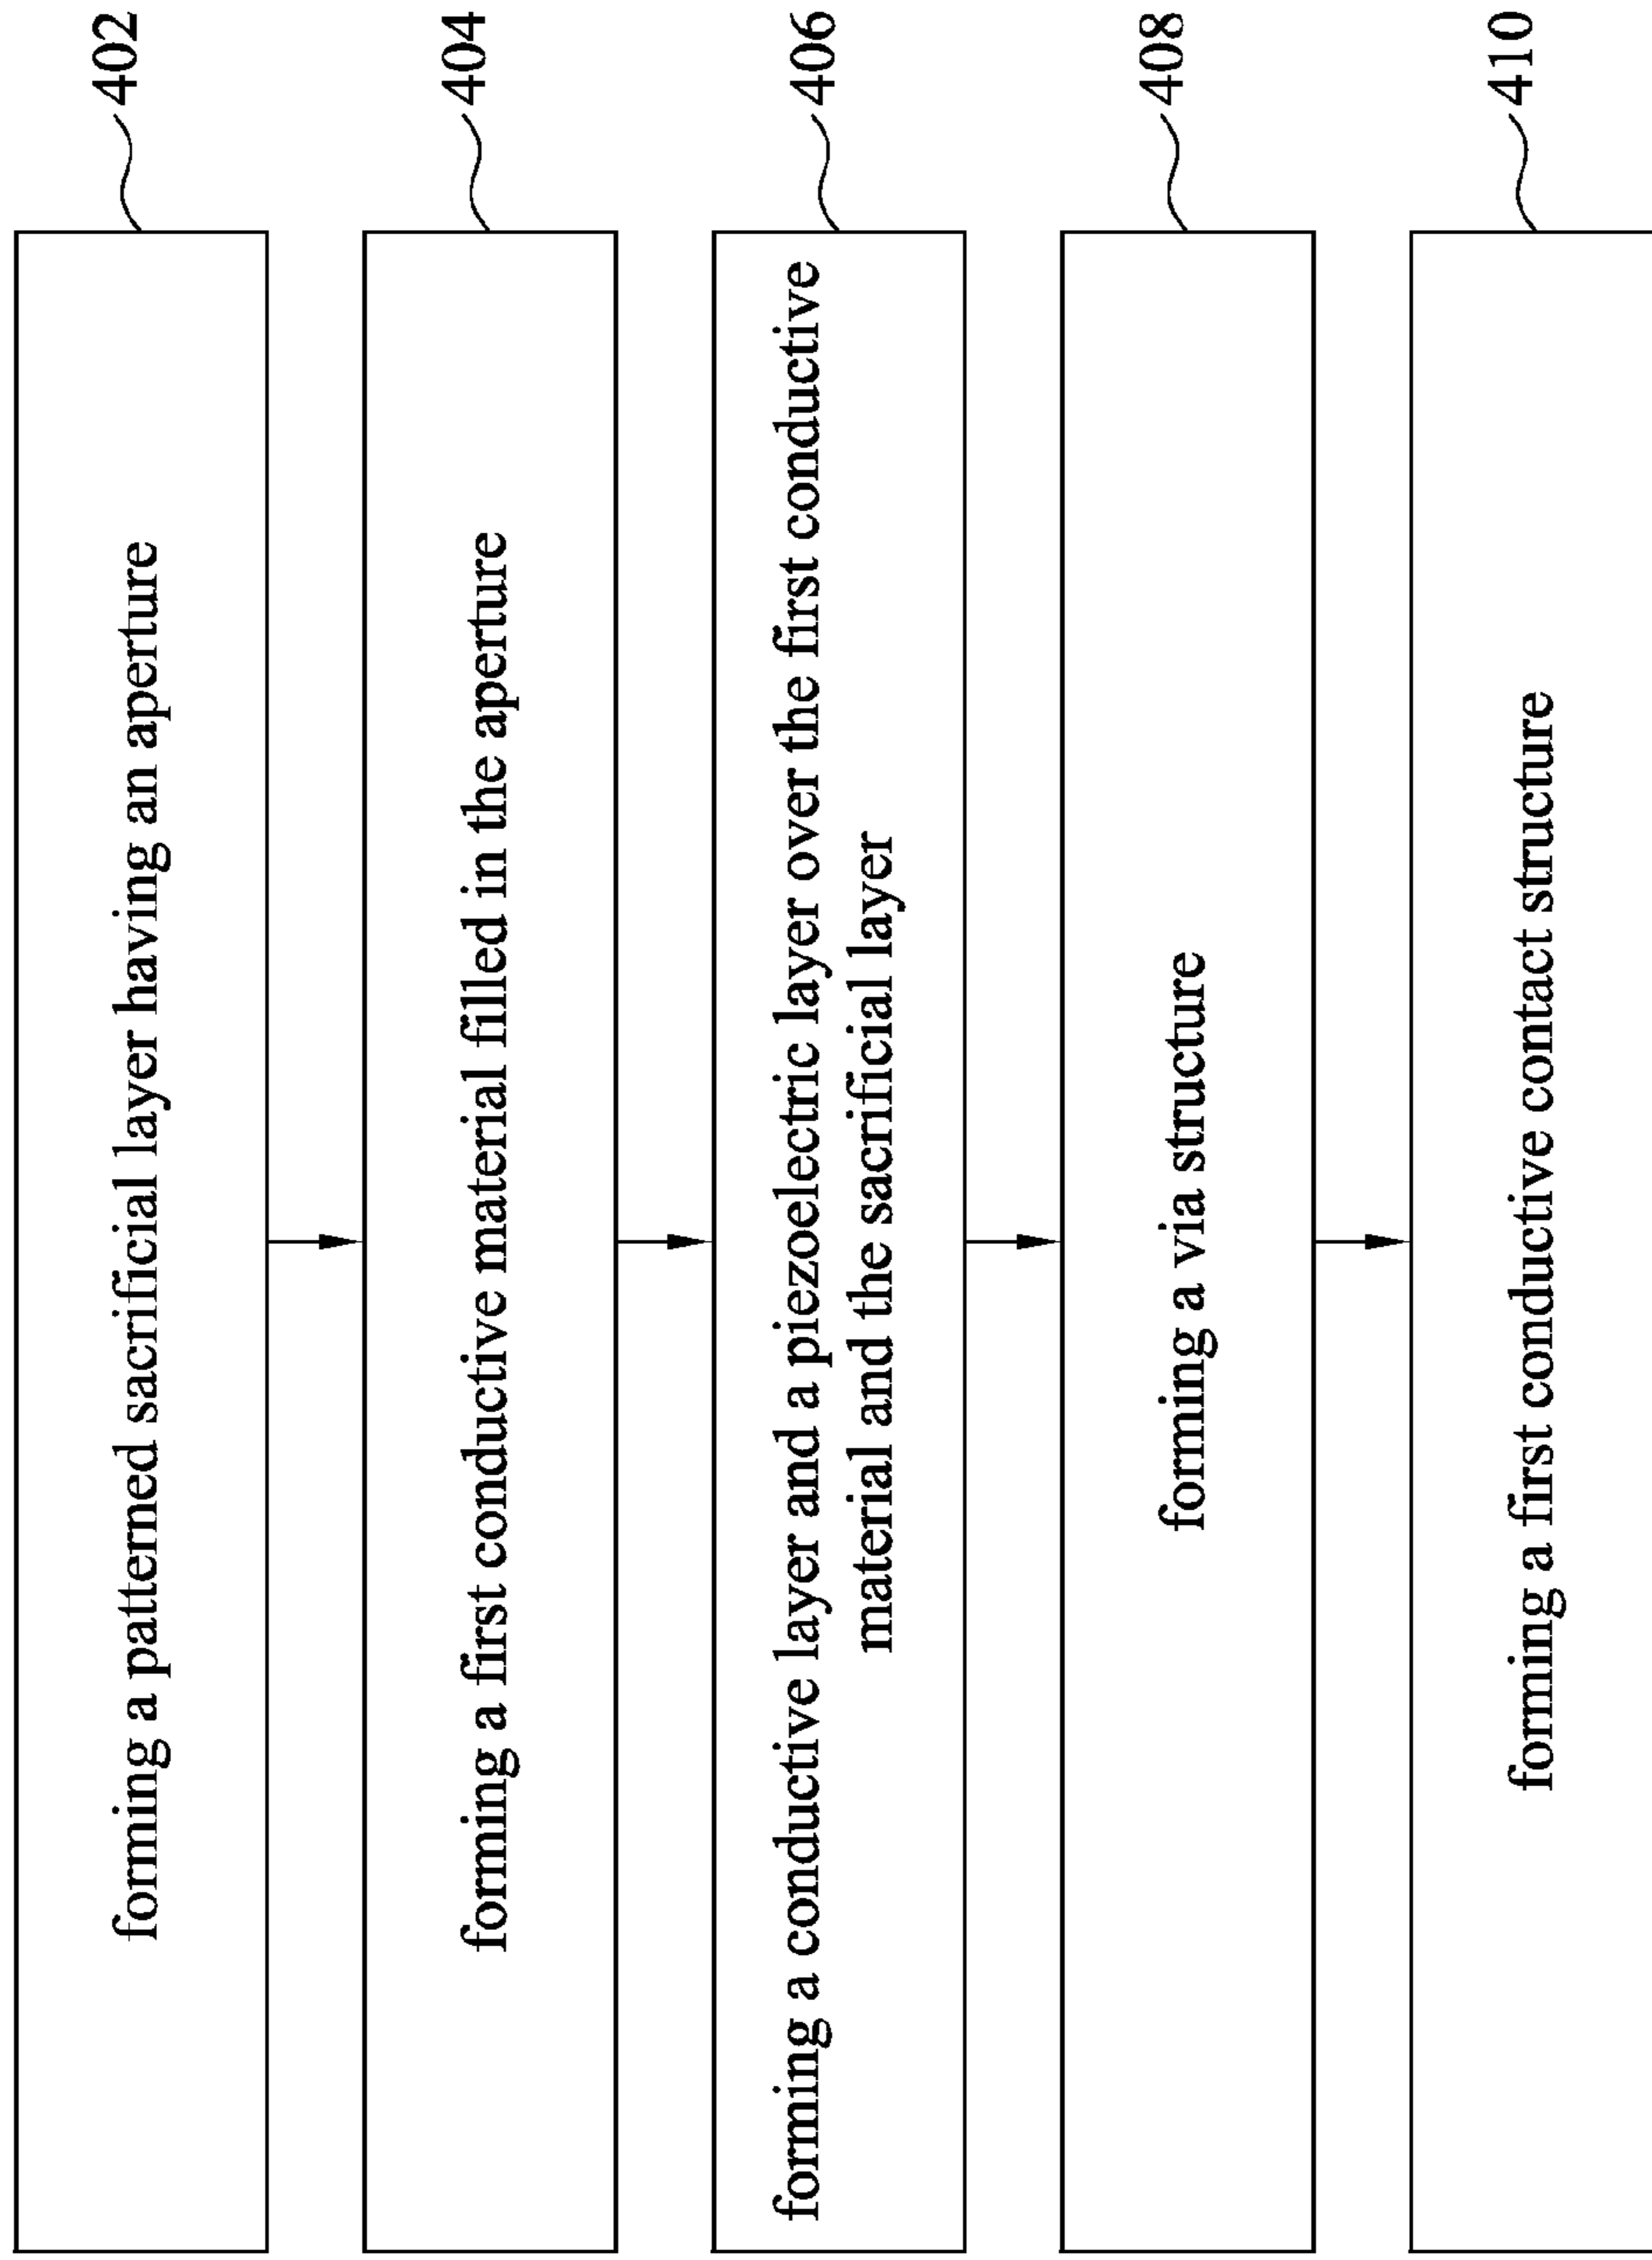 forming a patterned sacrificial layer having an aperture
402
forming a first conductive material filled in the aperture
404
forming a conductive layer and a piezoelectric layer over the first conductive
material and the sacrificial layer
406
forming a via structure
408
forming a first conductive contact structure
410